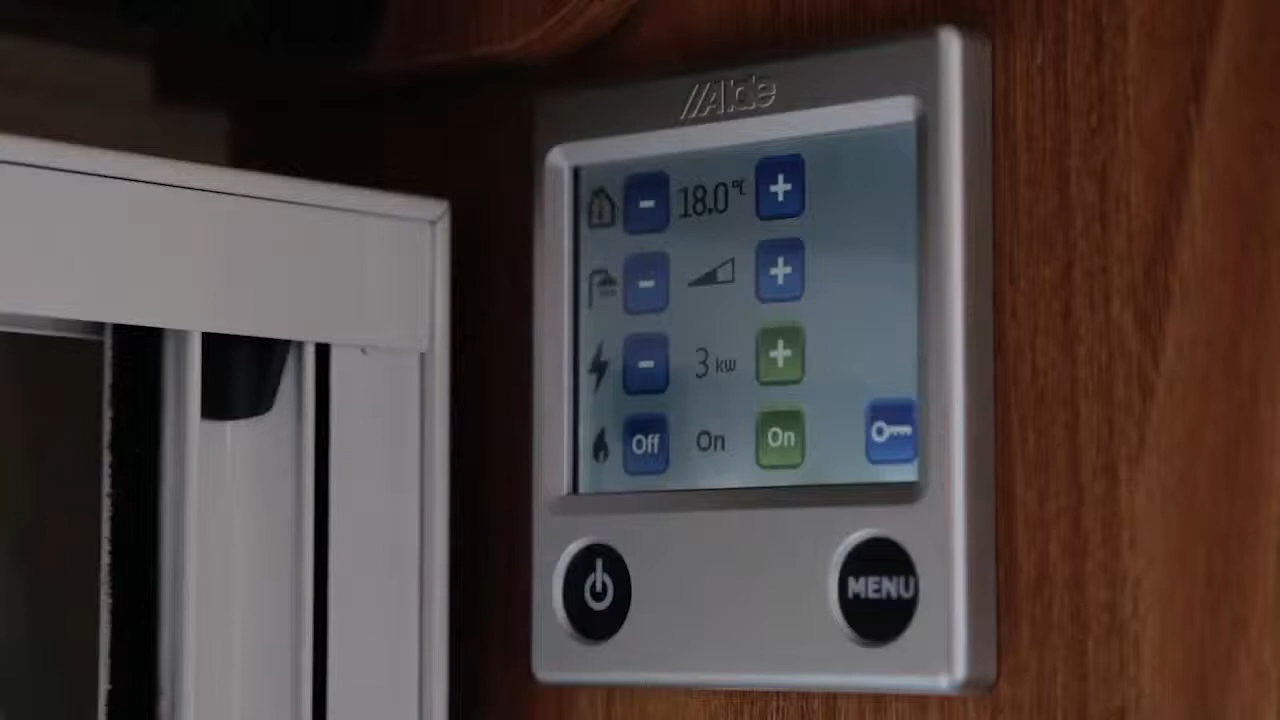 Alde
- 18.0°C +
- +
- 3 kw +
Off On On
MENU